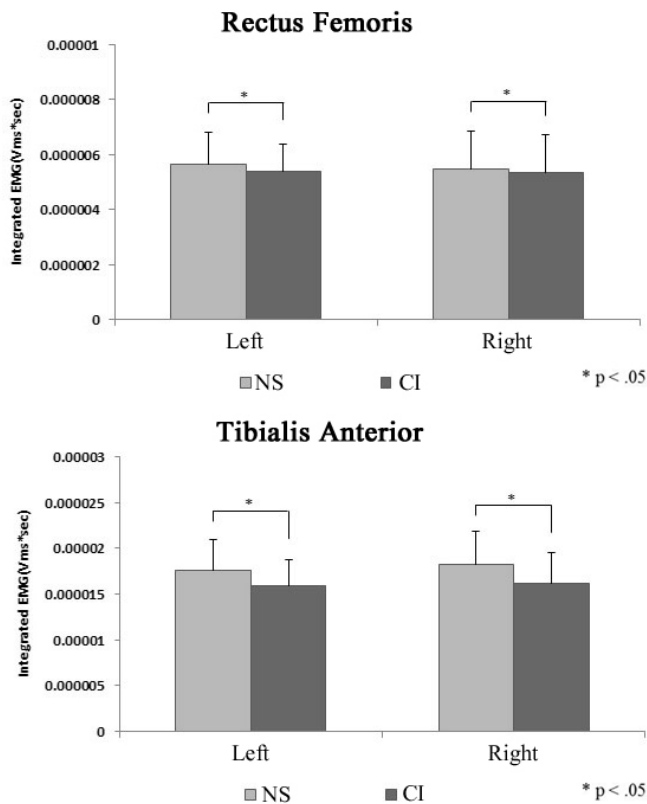 Rectus Femoris
0.00001
0.000008
0.000006
0.000004
0.000002
0
Integrated EMG(Vms*sec)
*
*
Left
Right
NS
CI
* p < .05
Tibialis Anterior
0.00003
0.000025
0.00002
0.000015
0.00001
0.000005
0
Integrated EMG(Vms*sec)
*
*
Left
Right
NS
CI
* p < .05